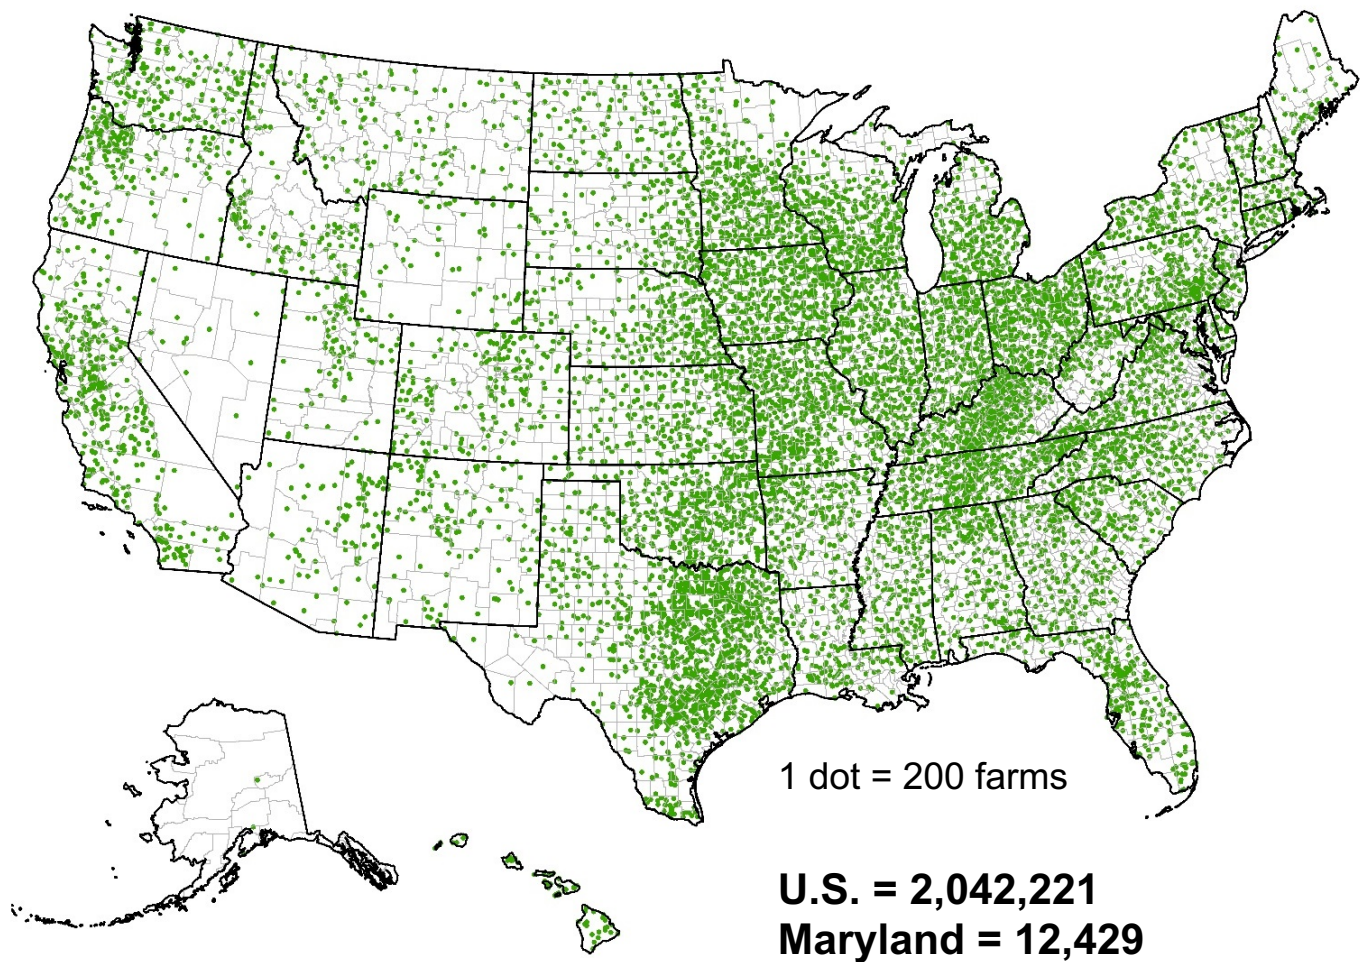 1 dot = 200 farms
U.S. = 2,042,221
Maryland = 12,429